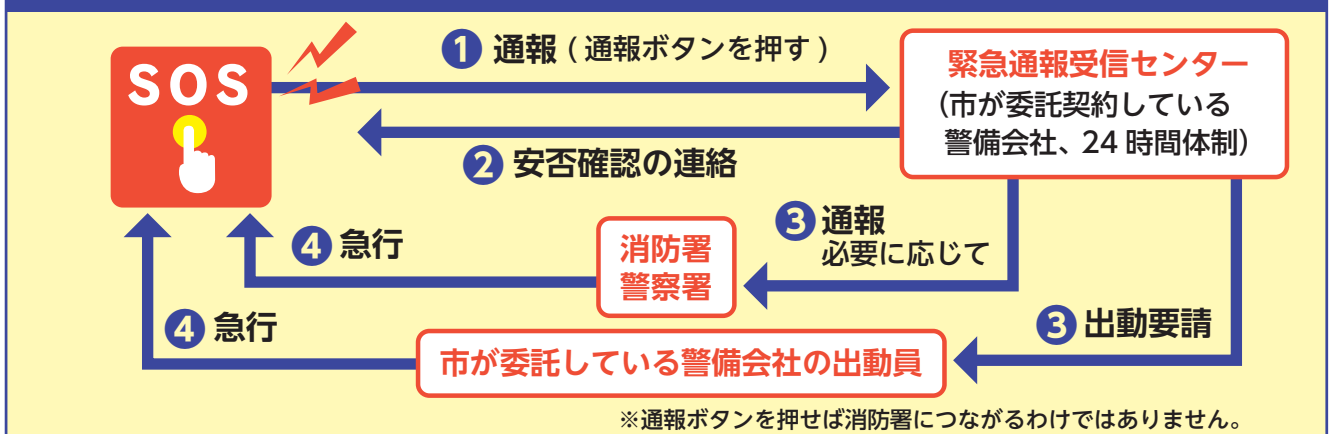 SOS
❶ 通報 ( 通報ボタンを押す )
緊急通報受信センター
(市が委託契約している
警備会社、24 時間体制)
❷ 安否確認の連絡
❸ 通報
必要に応じて
消防署
警察署
❹ 急行
❸ 出動要請
❹ 急行
市が委託している警備会社の出動員
※通報ボタンを押せば消防署につながるわけではありません。